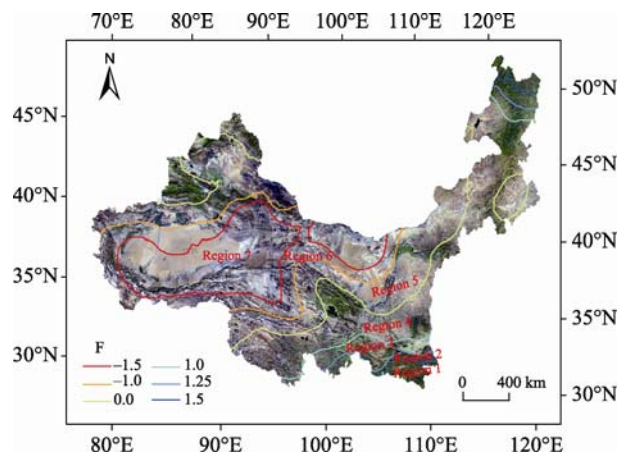 70°E 80°E 90°E 100°E 110°E 120°E
N
50°N
45°N
45°N
40°N
40°N
35°N
35°N
30°N
30°N
Region 7
Region 6
Region 5
Region 4
Region 3
Region 2
Region 1
F
−1.5 1.0
−1.0 1.25
0.0 1.5
0 400 km
80°E 90°E 100°E 110°E 120°E